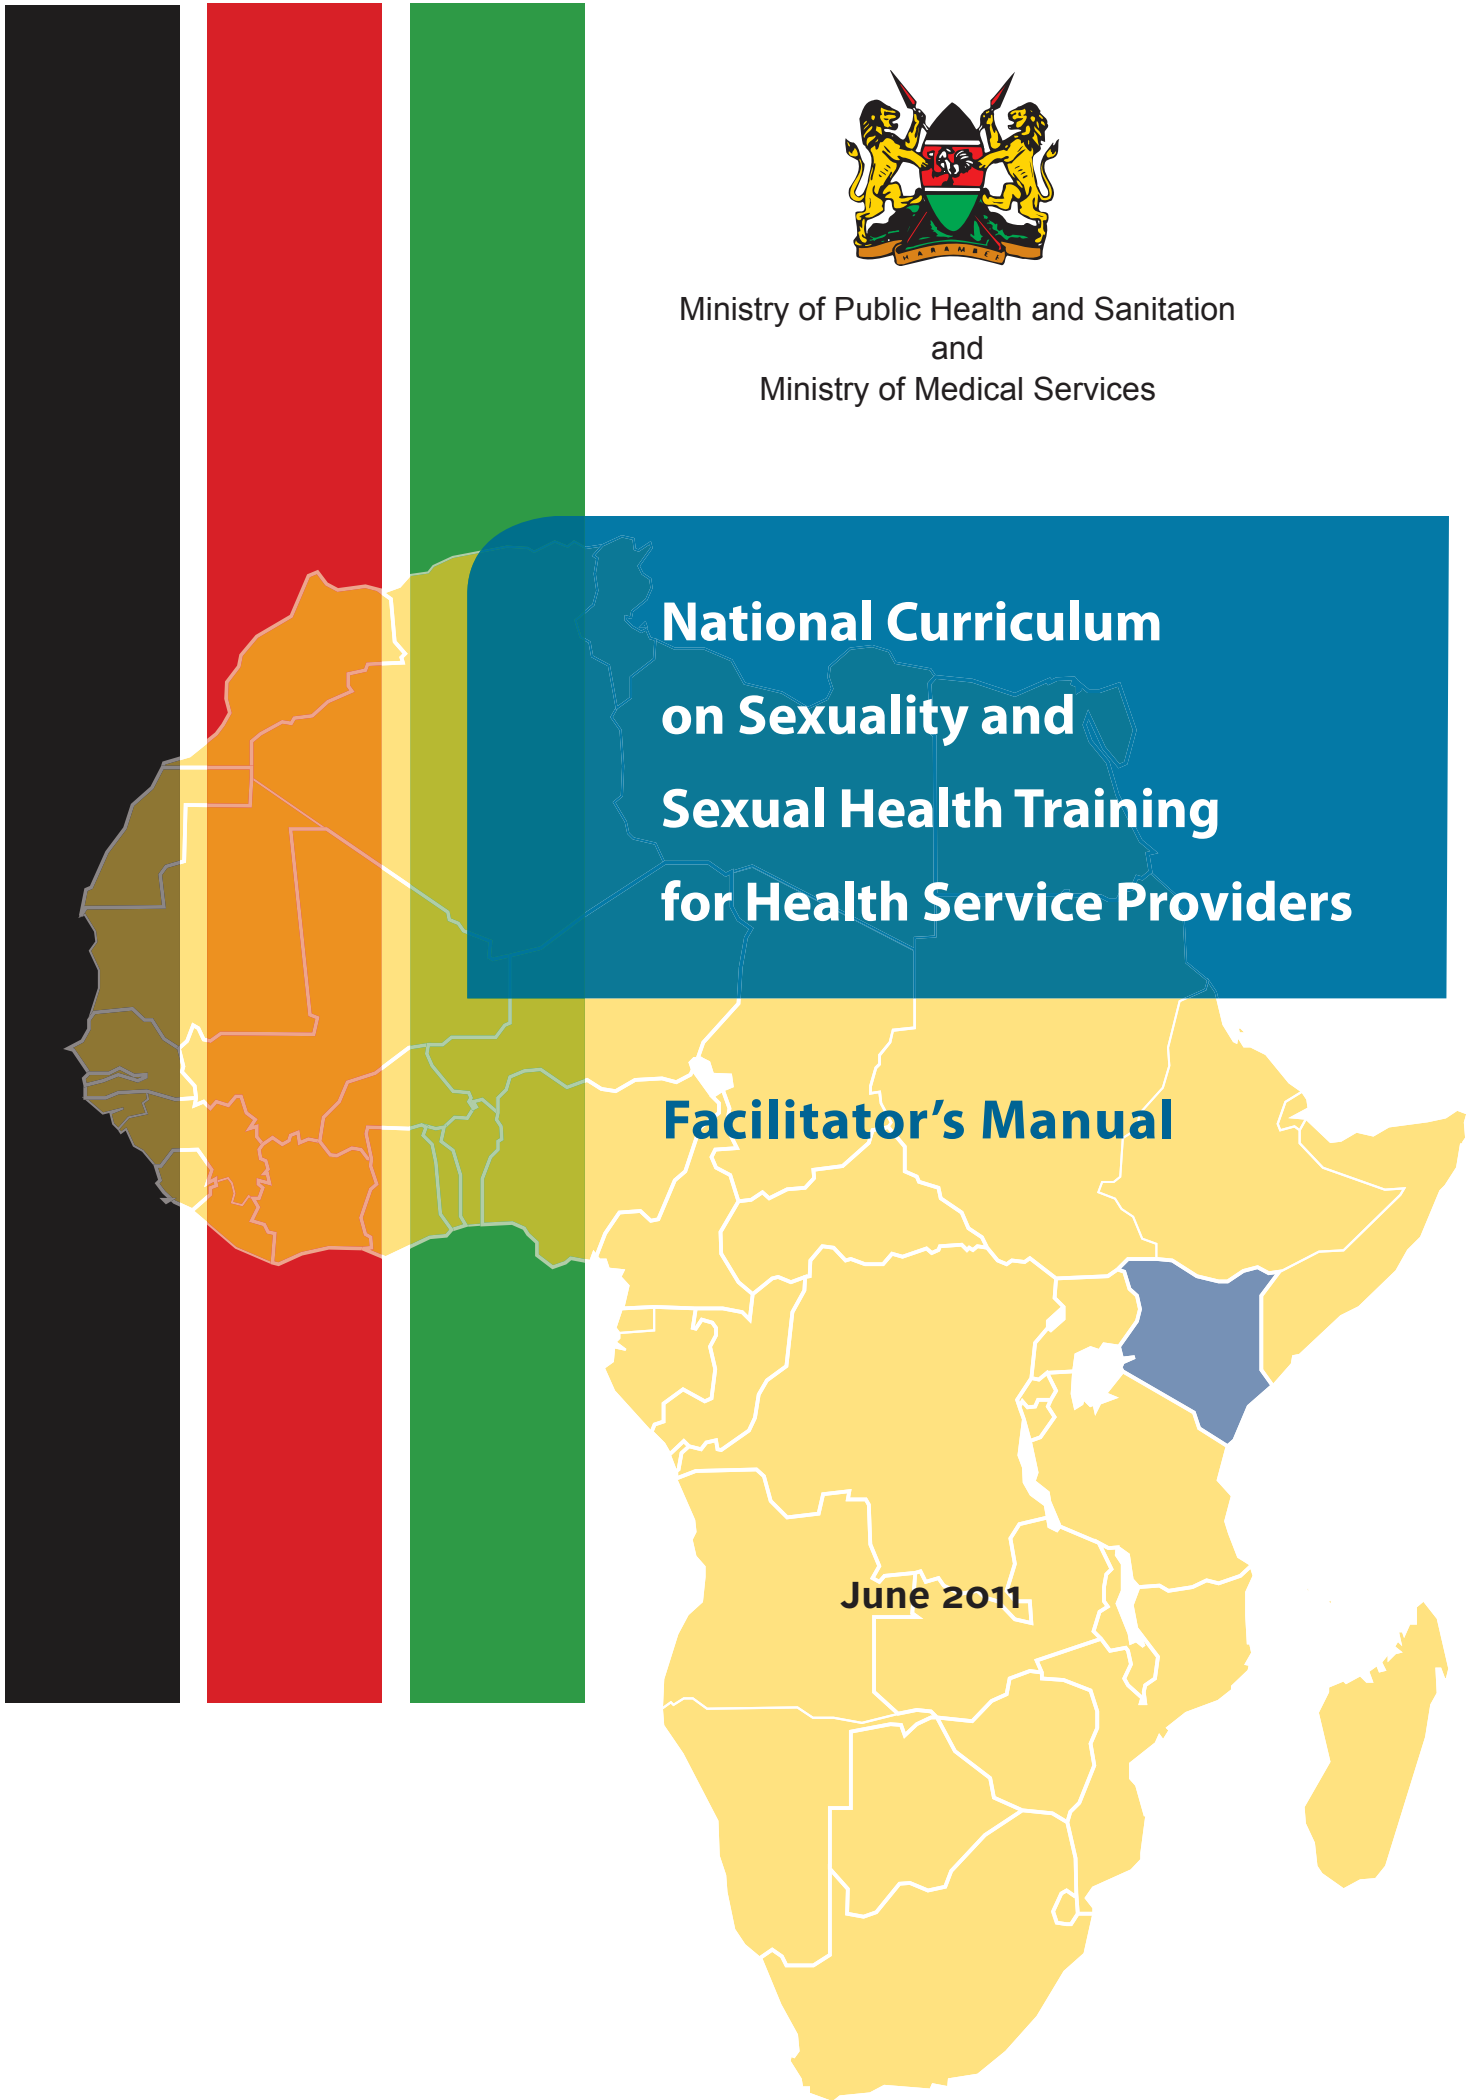 HARAMBEE
Ministry of Public Health and Sanitation
and
Ministry of Medical Services
National Curriculum
on Sexuality and
Sexual Health Training
for Health Service Providers
Facilitator’s Manual
June 2011